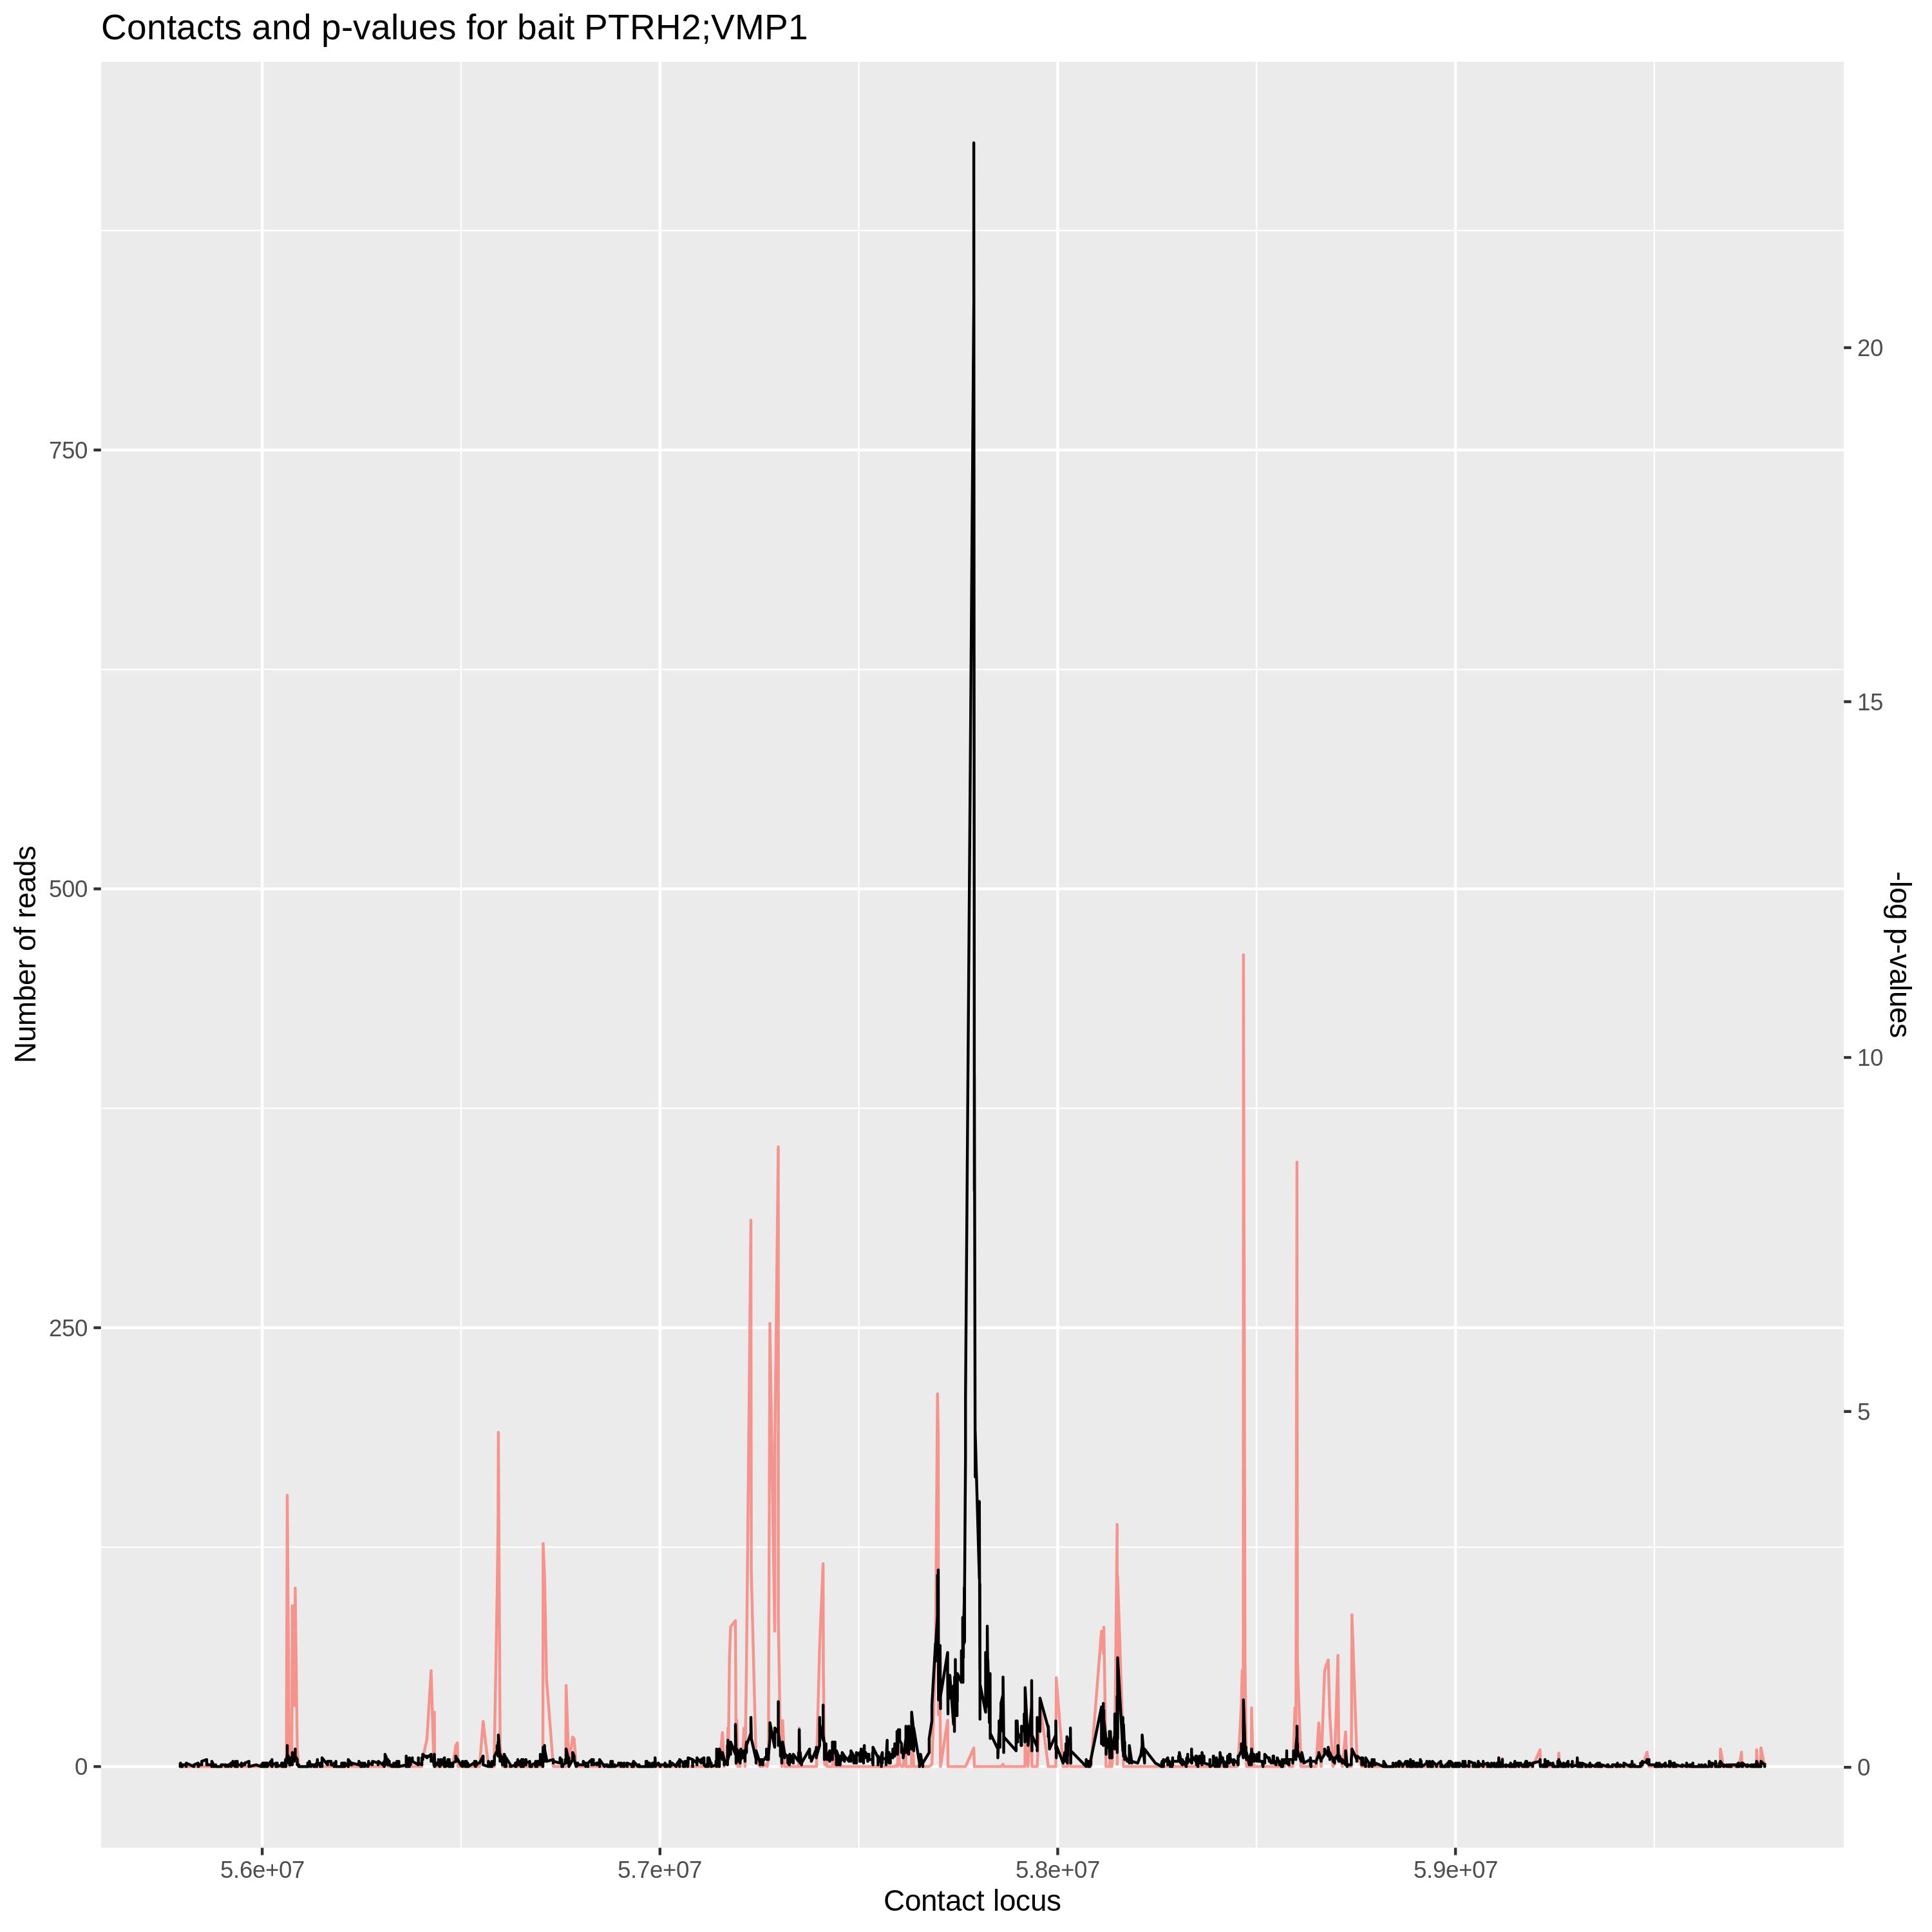 Contacts and p-values for bait PTRH2;VMP1
Number of reads
750
500
250
0
20
15
10
5
0
-log p-values
5.6e+07
5.7e+07
5.8e+07
5.9e+07
Contact locus